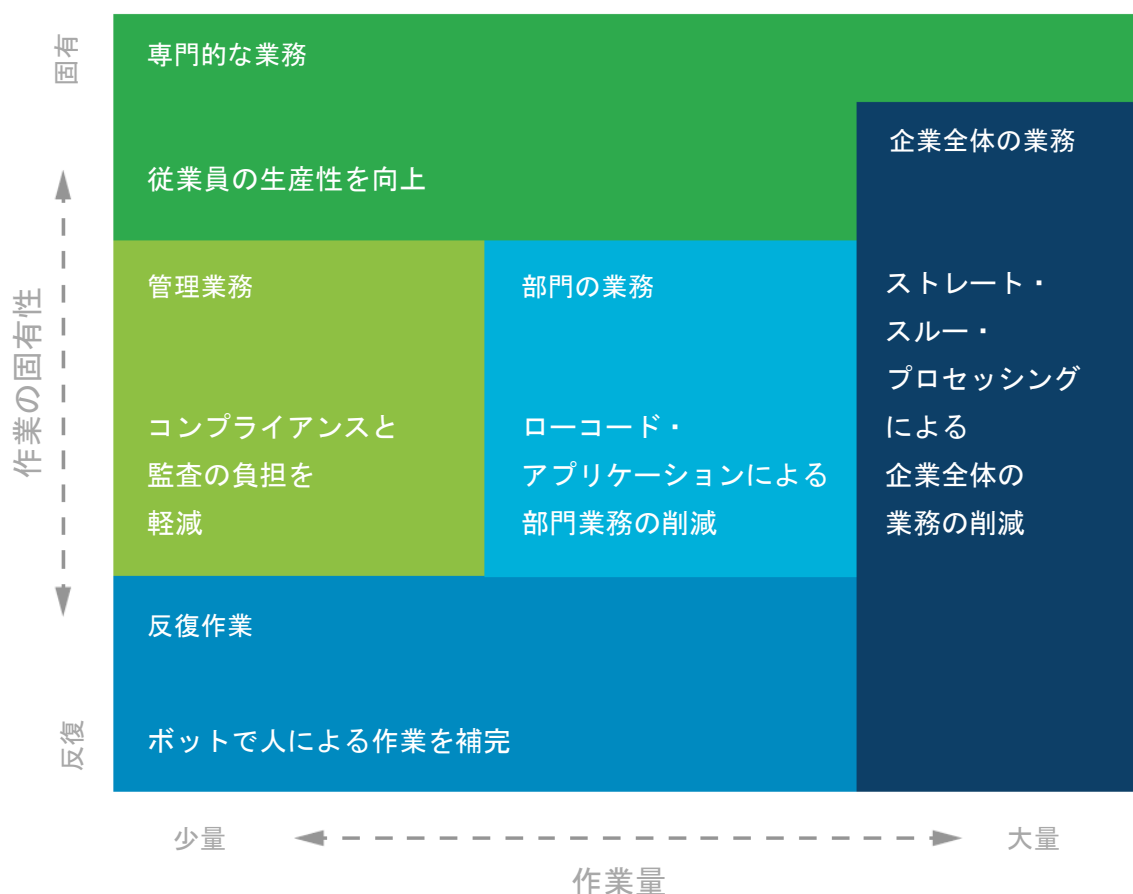 固有
専門的な業務
従業員の生産性を向上
企業全体の業務
ストレート・
スルー・
プロセッシング
による
企業全体の
業務の削減
作業の固有性
管理業務
コンプライアンスと
監査の負担を
軽減
部門の業務
ローコード・
アプリケーションによる
部門業務の削減
反復作業
ボットで人による作業を補完
反復
少量
大量
作業量